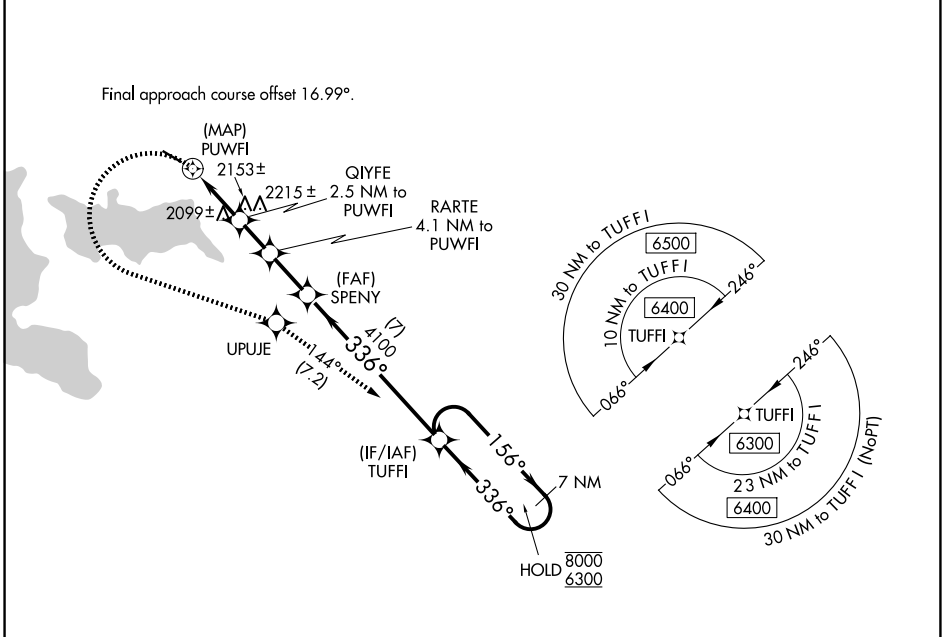 Final approach course offset 16.99°.
(MAP)
PUWFI
2153±
2215±
2099±
QIYFE
2.5 NM to
PUWFI
RARTE
4.1 NM to
PUWFI
(FAF)
SPENY
(7)
4100
336°
UPUJE
144°
(7.2)
(IF/IAF)
TUFFI
156°
336°
7 NM
HOLD 8000
6300
30 NM to TUFFI
6500
10 NM to TUFFI
6400
246°
TUFFI
066°
246°
TUFFI
066°
6300
23 NM to TUFFI
6400
30 NM to TUFFI (NoPT)